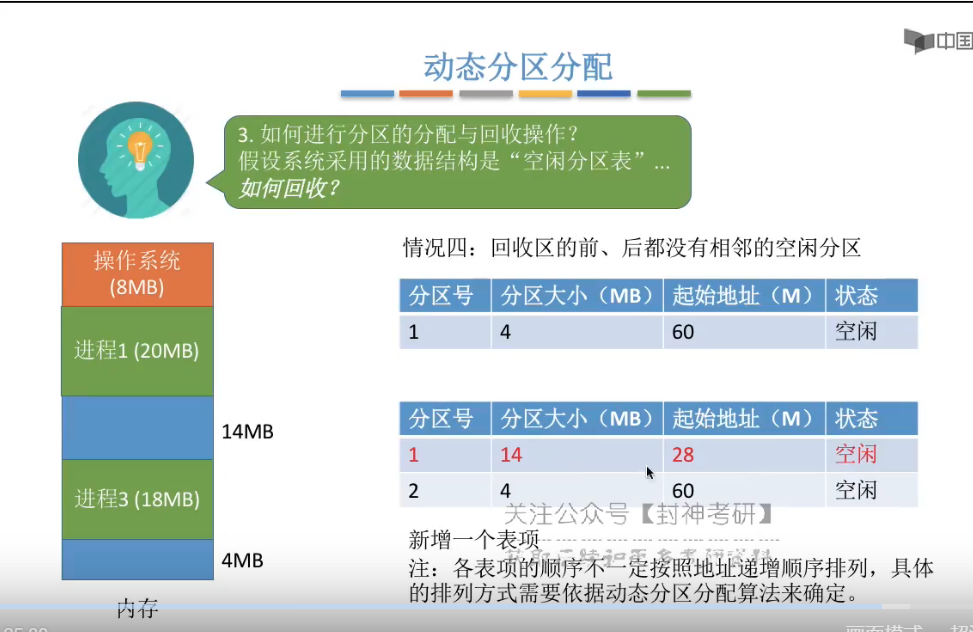 中国
动态分区分配
3. 如何进行分区的分配与回收操作？
假设系统采用的数据结构是“空闲分区表”...
如何回收？
操作系统
(8MB)
进程1 (20MB)
14MB
进程3 (18MB)
4MB
内存
情况四：回收区的前、后都没有相邻的空闲分区
分区号 分区大小（MB） 起始地址（M） 状态
1 4 60 空闲
分区号 分区大小（MB） 起始地址（M） 状态
1 14 28 空闲
2 4 60 空闲
关注公众号【封神考研】
新增一个表项
注：各表项的顺序不一定按照地址递增顺序排列，具体
的排列方式需要依据动态分区分配算法来确定。
画面模式